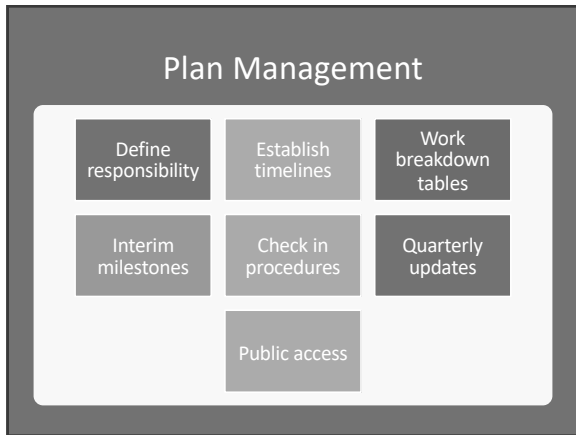 Plan Management
Define
responsibility
Establish
timelines
Work
breakdown
tables
Interim
milestones
Check in
procedures
Quarterly
updates
Public access